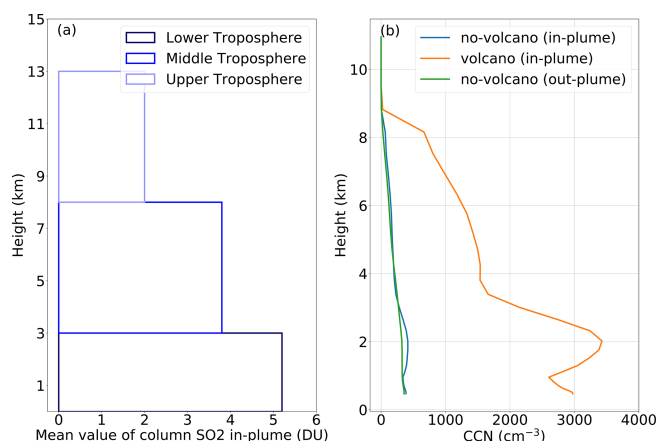 (a)
Lower Troposphere
Middle Troposphere
Upper Troposphere
15
13
11
9
7
5
3
1
Height (km)
0 1 2 3 4 5 6
Mean value of column SO2 in-plume (DU)
(b)
no-volcano (in-plume)
volcano (in-plume)
no-volcano (out-plume)
10
8
6
4
2
0
Height (km)
0 1000 2000 3000 4000
CCN (cm⁻³)